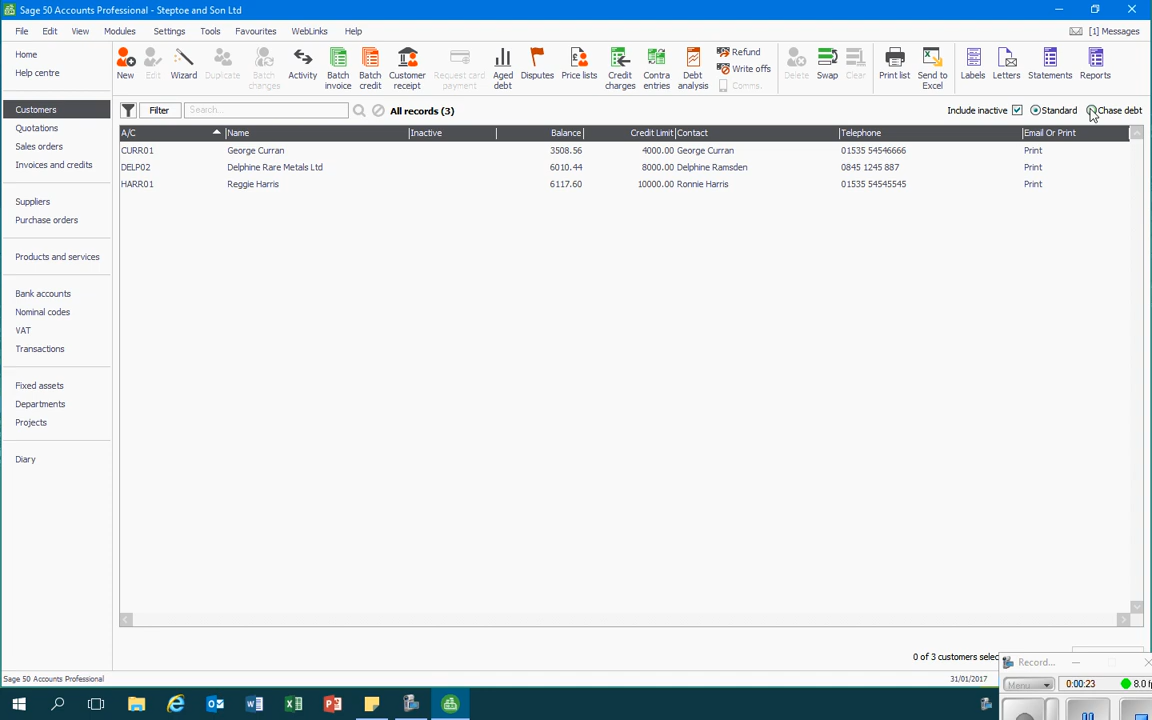 Sage 50 Accounts Professional - Steptoe and Son Ltd
File Edit View Modules Settings Tools Favourites WebLinks Help [1] Messages
Home
Help centre
Customers
Quotations
Sales orders
Invoices and credits
Suppliers
Purchase orders
Products and services
Bank accounts
Nominal codes
VAT
Transactions
Fixed assets
Departments
Projects
Diary
New Edit Wizard Duplicate Batch changes Activity Batch invoice Batch credit Customer receipt Request card payment Aged debt Disputes Price lists Credit charges Contra entries Debt analysis Refund Write offs Comms. Delete Swap Clear Print list Send to Excel Labels Letters Statements Reports
Filter Search... All records (3) Include inactive Standard Chase debt
A/C Name Inactive Balance Credit Limit Contact Telephone Email Or Print
CURR01 George Curran 3508.56 4000.00 George Curran 01535 54546666 Print
DELP02 Delphine Rare Metals Ltd 6010.44 8000.00 Delphine Ramsden 0845 1245 887 Print
HARR01 Reggie Harris 6117.60 10000.00 Ronnie Harris 01535 54545545 Print
0 of 3 customers selec
Sage 50 Accounts Professional 31/01/2017
Record...
Menu 0:00:23 8.0 f